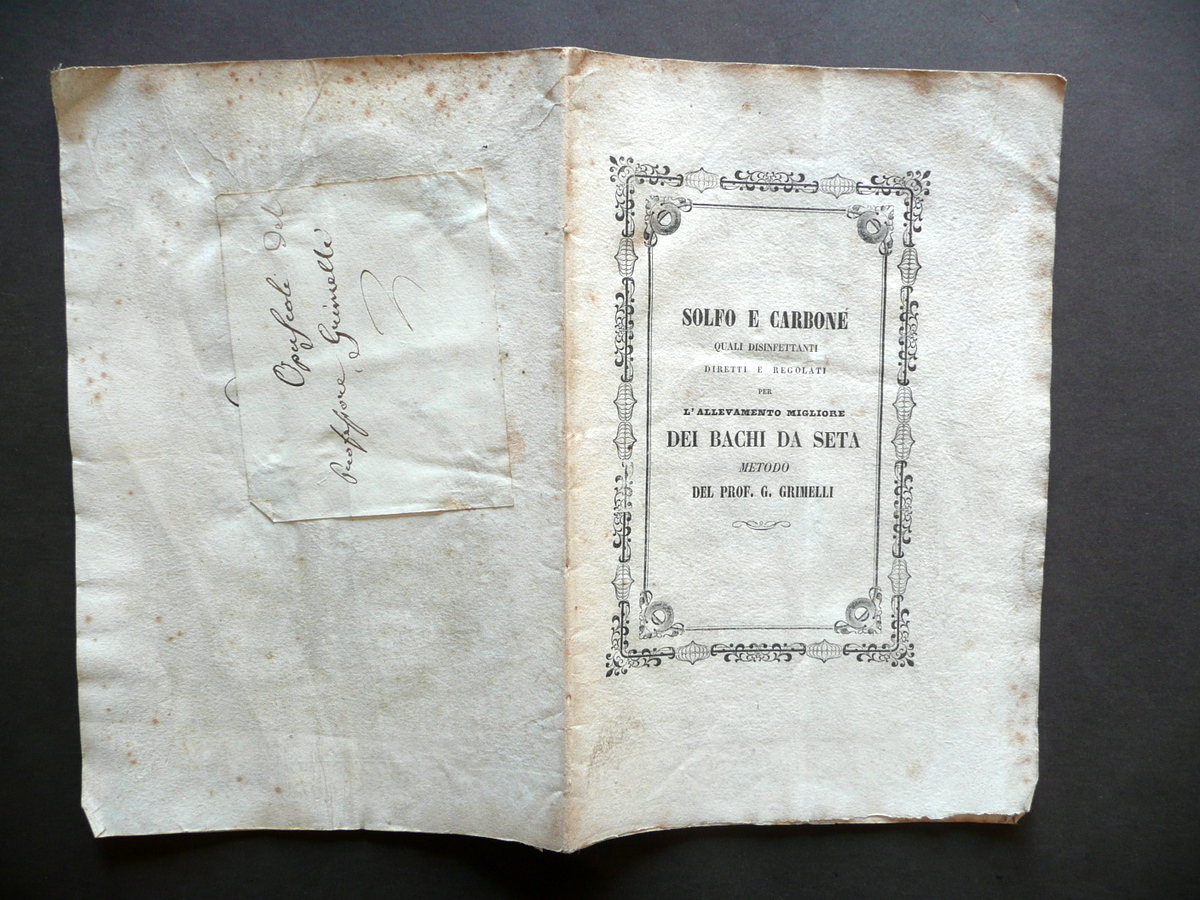 Opuscoli del
professore Grimelli
SOLFO E CARBONE
QUALI DISINFETTANTI
DIRETTI E REGOLATI
PER
L'ALLEVAMENTO MIGLIORE
DEI BACHI DA SETA
METODO
DEL PROF. G. GRIMELLI